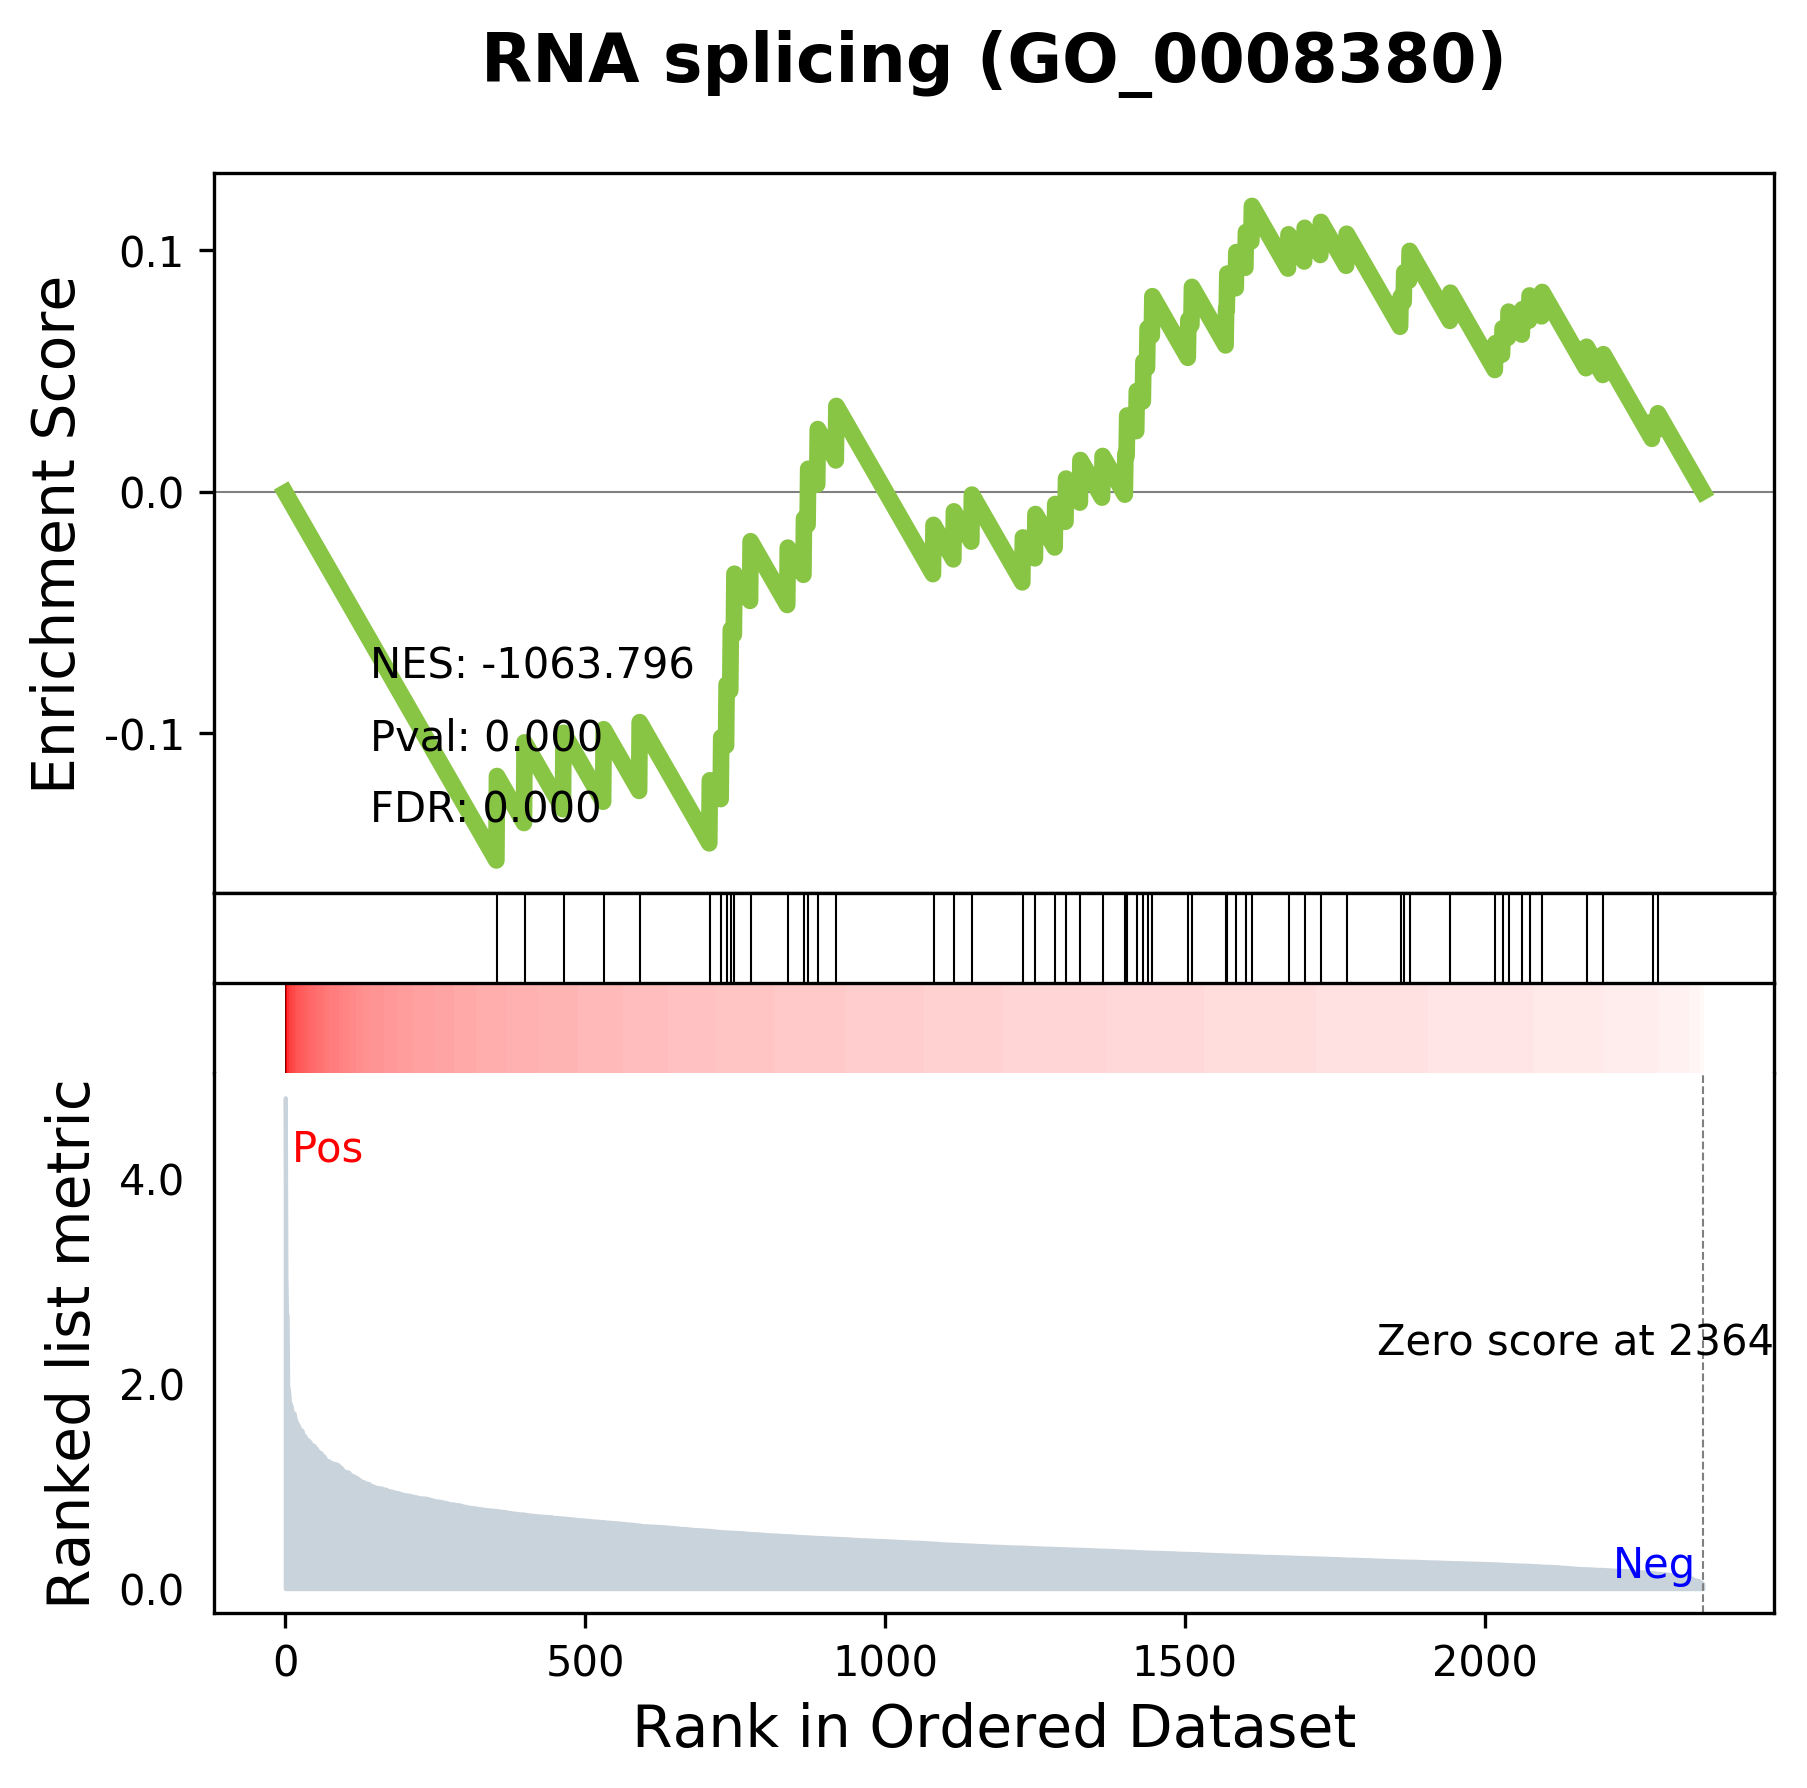 RNA splicing (GO_0008380)
Enrichment Score
0.1
0.0
-0.1
NES: -1063.796
Pval: 0.000
FDR: 0.000
Ranked list metric
4.0
2.0
0.0
Pos
Zero score at 2364
Neg
0 500 1000 1500 2000
Rank in Ordered Dataset